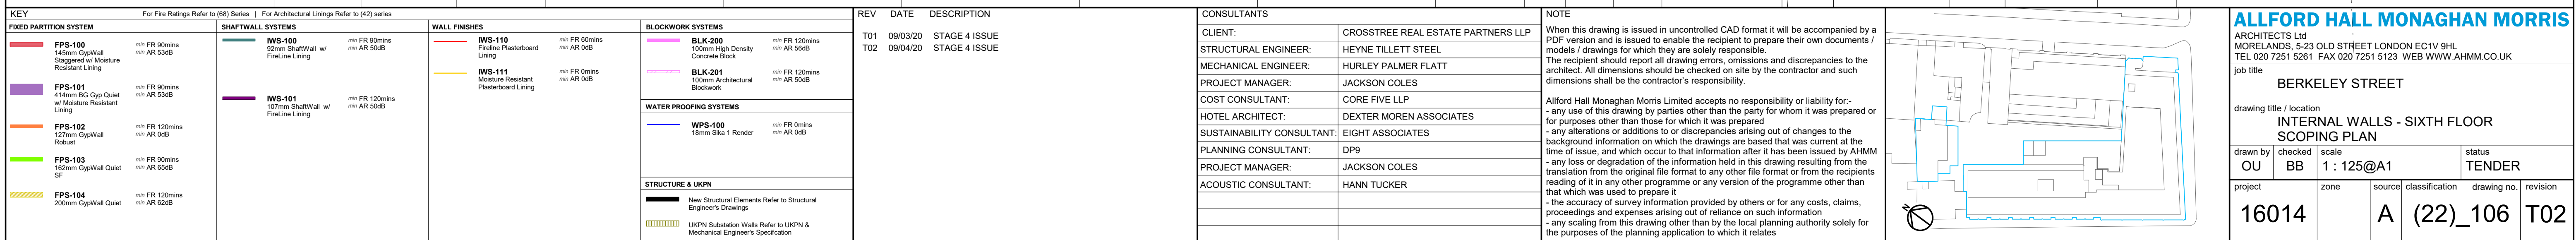 KEY
For Fire Ratings Refer to (68) Series | For Architectural Linings Refer to (42) series
FIXED PARTITION SYSTEM
FPS-100
145mm GypWall
Staggered w/ Moisture
Resistant Lining
min FR 90mins
min AR 53dB
FPS-101
414mm BG Gyp Quiet
w/ Moisture Resistant
Lining
min FR 90mins
min AR 53dB
FPS-102
127mm GypWall
Robust
min FR 120mins
min AR 0dB
FPS-103
162mm GypWall Quiet
SF
min FR 90mins
min AR 65dB
FPS-104
200mm GypWall Quiet
min FR 120mins
min AR 62dB
SHAFTWALL SYSTEMS
IWS-100
92mm ShaftWall w/
FireLine Lining
min FR 90mins
min AR 50dB
IWS-101
107mm ShaftWall w/
FireLine Lining
min FR 120mins
min AR 50dB
WALL FINISHES
IWS-110
Fireline Plasterboard
Lining
min FR 60mins
min AR 0dB
IWS-111
Moisture Resistant
Plasterboard Lining
min FR 0mins
min AR 0dB
BLOCKWORK SYSTEMS
BLK-200
100mm High Density
Concrete Block
min FR 120mins
min AR 56dB
BLK-201
100mm Architectural
Blockwork
min FR 120mins
min AR 50dB
WATER PROOFING SYSTEMS
WPS-100
18mm Sika 1 Render
min FR 0mins
min AR 0dB
STRUCTURE & UKPN
New Structural Elements Refer to Structural
Engineer's Drawings
UKPN Substation Walls Refer to UKPN &
Mechanical Engineer's Specifcation
REV DATE DESCRIPTION
T01 09/03/20 STAGE 4 ISSUE
T02 09/04/20 STAGE 4 ISSUE
CONSULTANTS
CLIENT: CROSSTREE REAL ESTATE PARTNERS LLP
STRUCTURAL ENGINEER: HEYNE TILLETT STEEL
MECHANICAL ENGINEER: HURLEY PALMER FLATT
PROJECT MANAGER: JACKSON COLES
COST CONSULTANT: CORE FIVE LLP
HOTEL ARCHITECT: DEXTER MOREN ASSOCIATES
SUSTAINABILITY CONSULTANT: EIGHT ASSOCIATES
PLANNING CONSULTANT: DP9
PROJECT MANAGER: JACKSON COLES
ACOUSTIC CONSULTANT: HANN TUCKER
NOTE
When this drawing is issued in uncontrolled CAD format it will be accompanied by a
PDF version and is issued to enable the recipient to prepare their own documents /
models / drawings for which they are solely responsible.
The recipient should report all drawing errors, omissions and discrepancies to the
architect. All dimensions should be checked on site by the contractor and such
dimensions shall be the contractor's responsibility.
Allford Hall Monaghan Morris Limited accepts no responsibility or liability for:-
- any use of this drawing by parties other than the party for whom it was prepared or
for purposes other than those for which it was prepared
- any alterations or additions to or discrepancies arising out of changes to the
background information on which the drawings are based that was current at the
time of issue, and which occur to that information after it has been issued by AHMM
- any loss or degradation of the information held in this drawing resulting from the
translation from the original file format to any other file format or from the recipients
reading of it in any other programme or any version of the programme other than
that which was used to prepare it
- the accuracy of survey information provided by others or for any costs, claims,
proceedings and expenses arising out of reliance on such information
- any scaling from this drawing other than by the local planning authority solely for
the purposes of the planning application to which it relates
N
ALLFORD HALL MONAGHAN MORRIS
ARCHITECTS Ltd
MORELANDS, 5-23 OLD STREET LONDON EC1V 9HL
TEL 020 7251 5261 FAX 020 7251 5123 WEB WWW.AHMM.CO.UK
job title
BERKELEY STREET
drawing title / location
INTERNAL WALLS - SIXTH FLOOR
SCOPING PLAN
drawn by checked scale status
OU BB 1 : 125@A1 TENDER
project zone source classification drawing no. revision
16014 A (22)_106 T02